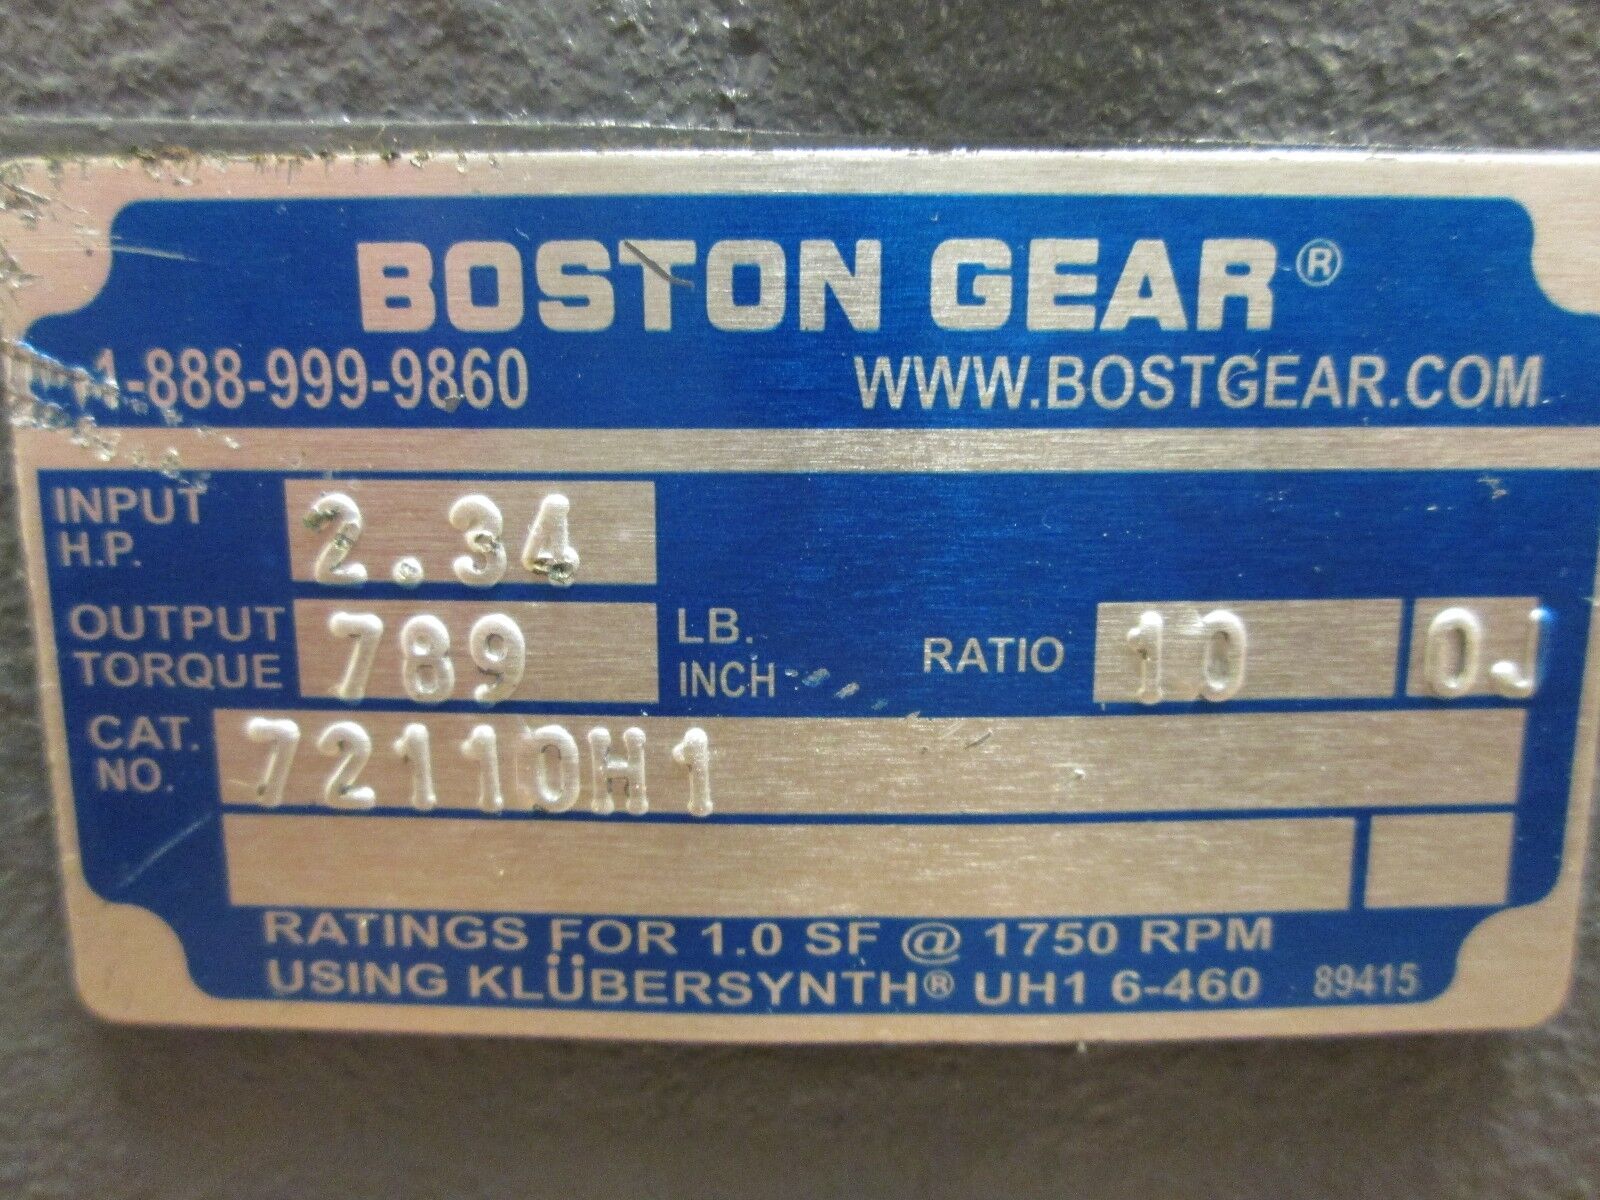 BOSTON GEAR®
1-888-999-9860 WWW.BOSTGEAR.COM
INPUT H.P. 2.34
OUTPUT TORQUE 789 LB. INCH RATIO 10 0J
CAT. NO. 72110H1
RATINGS FOR 1.0 SF @ 1750 RPM
USING KLÜBERSYNTH® UH1 6-460 89415